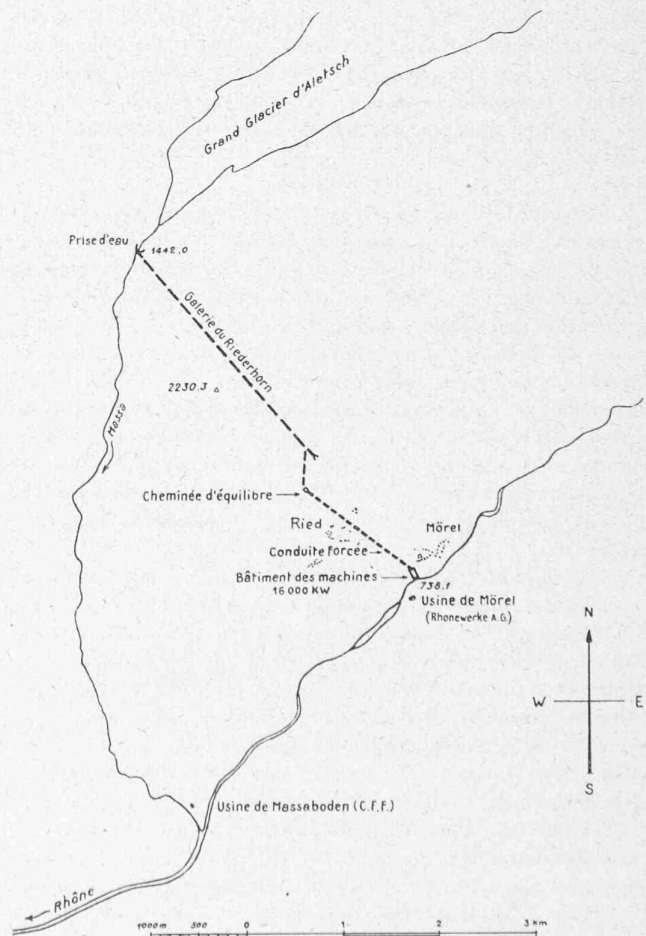 Grand Glacier d'Aletsch
Prise d'eau
1442.0
Galerie du Riederhorn
2230.3
Massa
Cheminée d'équilibre
Ried
Mörel
Conduite forcée
Bâtiment des machines
16 000 KW
738.1
Usine de Mörel
(Rhonewerke A.G.)
N
W
E
S
Usine de Massaboden (C.F.F.)
Rhône
1000 m 500 0 1 2 3 km